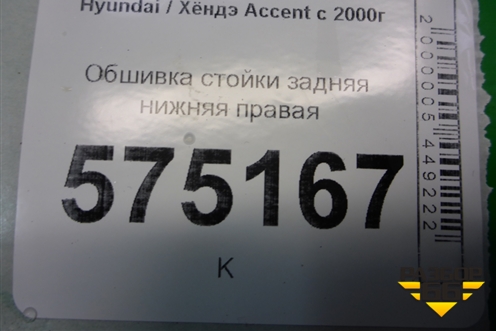 Hyundai / Хёндэ Accent с 2000г
Обшивка стойки задняя
нижняя правая
575167
К
2000005449222